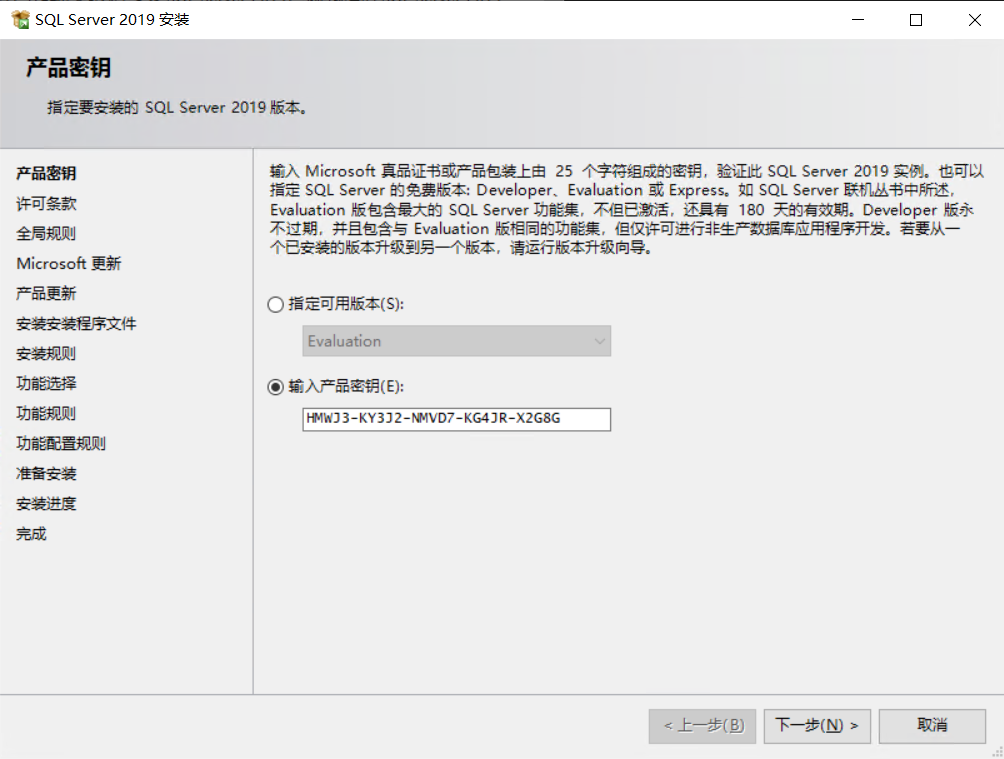 SQL Server 2019 安装
产品密钥
指定要安装的 SQL Server 2019 版本。
产品密钥
许可条款
全局规则
Microsoft 更新
产品更新
安装安装程序文件
安装规则
功能选择
功能规则
功能配置规则
准备安装
安装进度
完成
输入 Microsoft 真品证书或产品包装上由 25 个字符组成的密钥，验证此 SQL Server 2019 实例。也可以
指定 SQL Server 的免费版本: Developer、Evaluation 或 Express。如 SQL Server 联机丛书中所述，
Evaluation 版包含最大的 SQL Server 功能集，不但已激活，还具有 180 天的有效期。Developer 版永
不过期，并且包含与 Evaluation 版相同的功能集，但仅许可进行非生产数据库应用程序开发。若要从一
个已安装的版本升级到另一个版本，请运行版本升级向导。
指定可用版本(S):
Evaluation
输入产品密钥(E):
HMWJ3-KY3J2-NMVD7-KG4JR-X2G8G
< 上一步(B)
下一步(N) >
取消